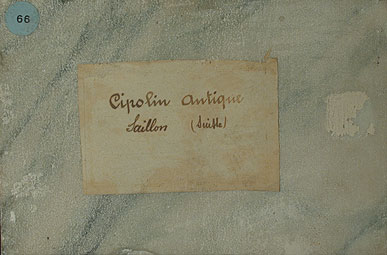 66
Cipolin Antique
Saillon (Suisse)